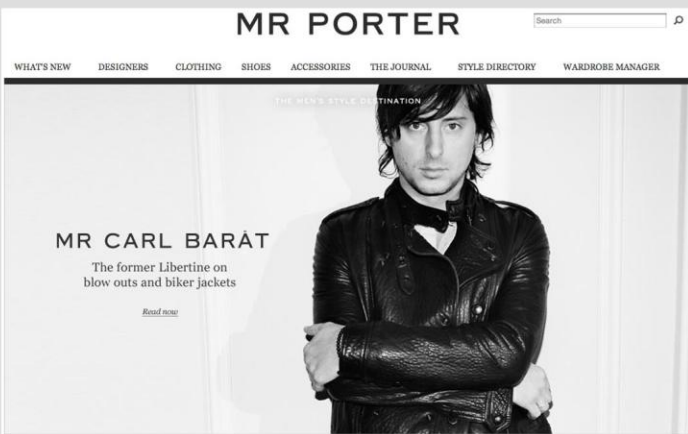 MR PORTER
Search
WHAT'S NEW DESIGNERS CLOTHING SHOES ACCESSORIES THE JOURNAL STYLE DIRECTORY WARDROBE MANAGER
THE MEN'S STYLE DESTINATION
MR CARL BARÂT
The former Libertine on
blow outs and biker jackets
Read now